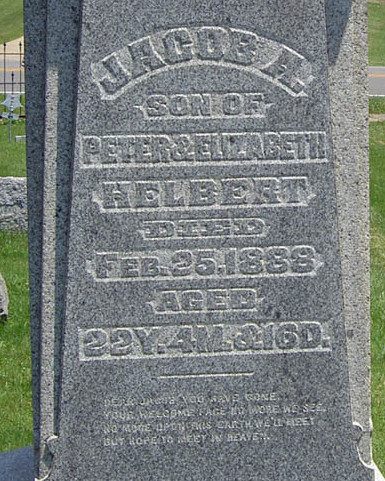 JACOB A.
SON OF
PETER & ELIZABETH
HELBERT
DIED
FEB. 25, 1888
AGED
22Y. 4M. & 16D.
DEAR JACOB YOU HAVE GONE
YOUR WELCOME FACE NO MORE WE SEE,
NO MORE UPON THIS EARTH WE'LL MEET
BUT HOPE TO MEET IN HEAVEN.